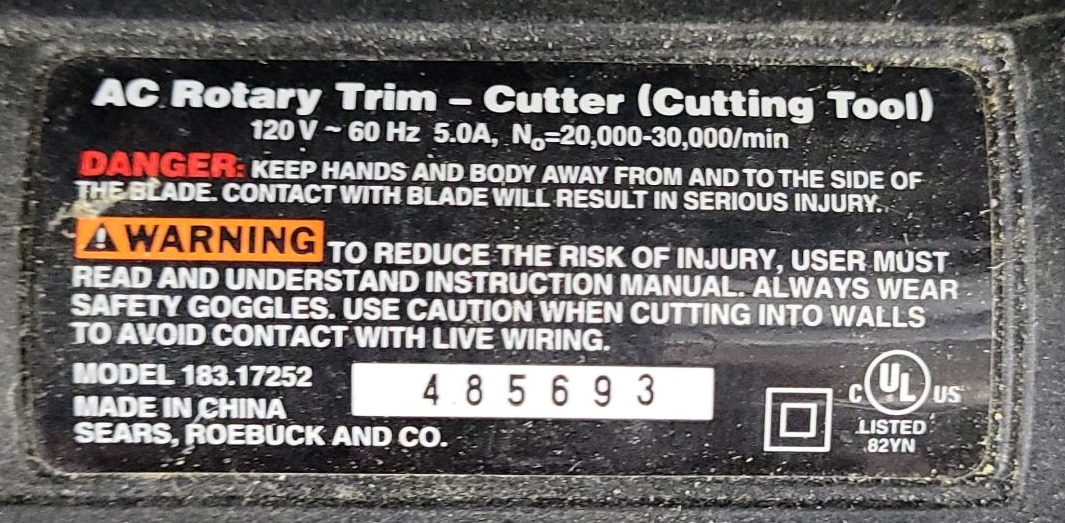 AC Rotary Trim – Cutter (Cutting Tool)
120 V ~ 60 Hz 5.0A, No=20,000-30,000/min
DANGER: KEEP HANDS AND BODY AWAY FROM AND TO THE SIDE OF
THE BLADE. CONTACT WITH BLADE WILL RESULT IN SERIOUS INJURY.
WARNING TO REDUCE THE RISK OF INJURY, USER MUST
READ AND UNDERSTAND INSTRUCTION MANUAL. ALWAYS WEAR
SAFETY GOGGLES. USE CAUTION WHEN CUTTING INTO WALLS
TO AVOID CONTACT WITH LIVE WIRING.
MODEL 183.17252
485693
MADE IN CHINA
SEARS, ROEBUCK AND CO.
C UL US
LISTED
82YN